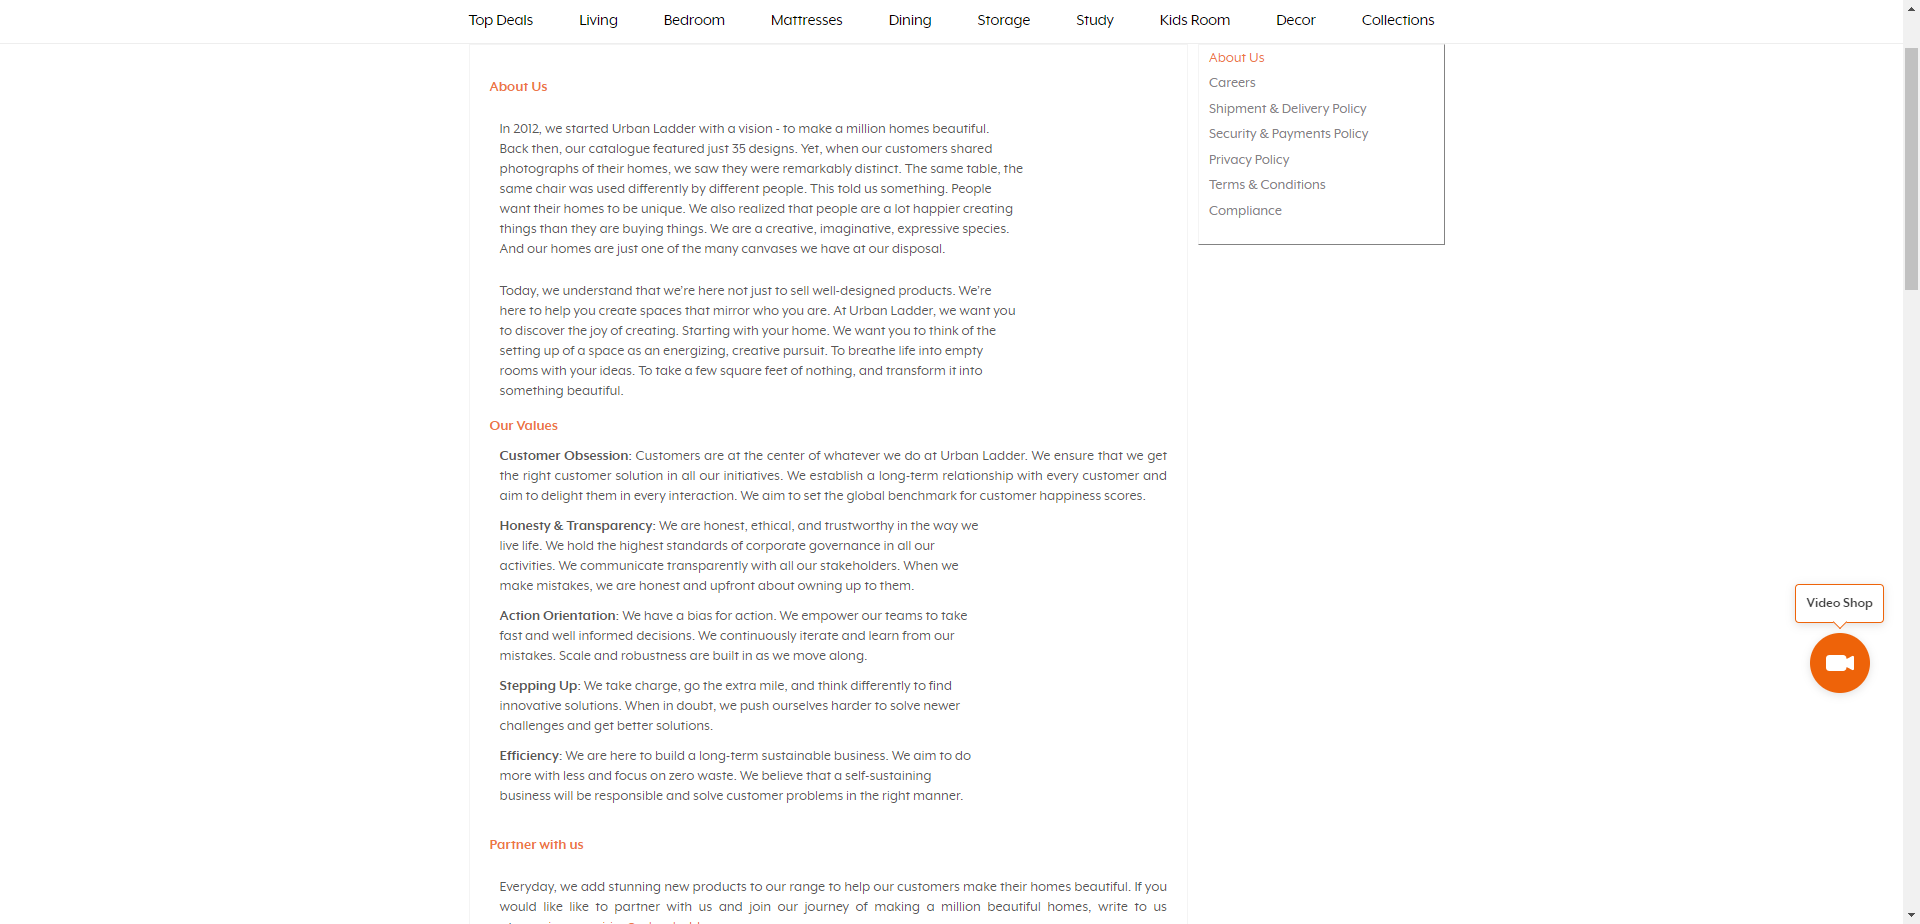 Top Deals Living Bedroom Mattresses Dining Storage Study Kids Room Decor Collections
About Us
In 2012, we started Urban Ladder with a vision - to make a million homes beautiful.
Back then, our catalogue featured just 35 designs. Yet, when our customers shared
photographs of their homes, we saw they were remarkably distinct. The same table, the
same chair was used differently by different people. This told us something. People
want their homes to be unique. We also realized that people are a lot happier creating
things than they are buying things. We are a creative, imaginative, expressive species.
And our homes are just one of the many canvases we have at our disposal.
Today, we understand that we're here not just to sell well-designed products. We're
here to help you create spaces that mirror who you are. At Urban Ladder, we want you
to discover the joy of creating. Starting with your home. We want you to think of the
setting up of a space as an energizing, creative pursuit. To breathe life into empty
rooms with your ideas. To take a few square feet of nothing, and transform it into
something beautiful.
Our Values
Customer Obsession: Customers are at the center of whatever we do at Urban Ladder. We ensure that we get
the right customer solution in all our initiatives. We establish a long-term relationship with every customer and
aim to delight them in every interaction. We aim to set the global benchmark for customer happiness scores.
Honesty & Transparency: We are honest, ethical, and trustworthy in the way we
live life. We hold the highest standards of corporate governance in all our
activities. We communicate transparently with all our stakeholders. When we
make mistakes, we are honest and upfront about owning up to them.
Action Orientation: We have a bias for action. We empower our teams to take
fast and well informed decisions. We continuously iterate and learn from our
mistakes. Scale and robustness are built in as we move along.
Stepping Up: We take charge, go the extra mile, and think differently to find
innovative solutions. When in doubt, we push ourselves harder to solve newer
challenges and get better solutions.
Efficiency: We are here to build a long-term sustainable business. We aim to do
more with less and focus on zero waste. We believe that a self-sustaining
business will be responsible and solve customer problems in the right manner.
Partner with us
Everyday, we add stunning new products to our range to help our customers make their homes beautiful. If you
would like like to partner with us and join our journey of making a million beautiful homes, write to us
About Us
Careers
Shipment & Delivery Policy
Security & Payments Policy
Privacy Policy
Terms & Conditions
Compliance
Video Shop